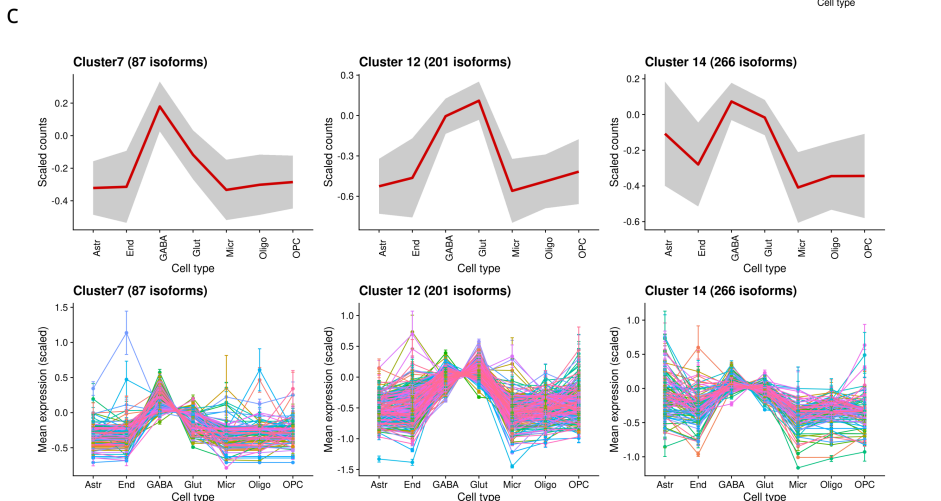 Cell type
C
Cluster7 (87 isoforms)
Scaled counts
0.2
0.0
-0.2
-0.4
Astr
End
GABA
Glut
Micr
Oligo
OPC
Cell type
Cluster 12 (201 isoforms)
Scaled counts
0.3
0.0
-0.3
-0.6
Astr
End
GABA
Glut
Micr
Oligo
OPC
Cell type
Cluster 14 (266 isoforms)
Scaled counts
0.2
0.0
-0.2
-0.4
-0.6
Astr
End
GABA
Glut
Micr
Oligo
OPC
Cell type
Cluster7 (87 isoforms)
Mean expression (scaled)
1.5
1.0
0.5
0.0
-0.5
Astr End GABA Glut Micr Oligo OPC
Cell type
Cluster 12 (201 isoforms)
Mean expression (scaled)
1.0
0.5
0.0
-0.5
-1.0
-1.5
Astr End GABA Glut Micr Oligo OPC
Cell type
Cluster 14 (266 isoforms)
Mean expression (scaled)
1.0
0.5
0.0
-0.5
-1.0
Astr End GABA Glut Micr Oligo OPC
Cell type